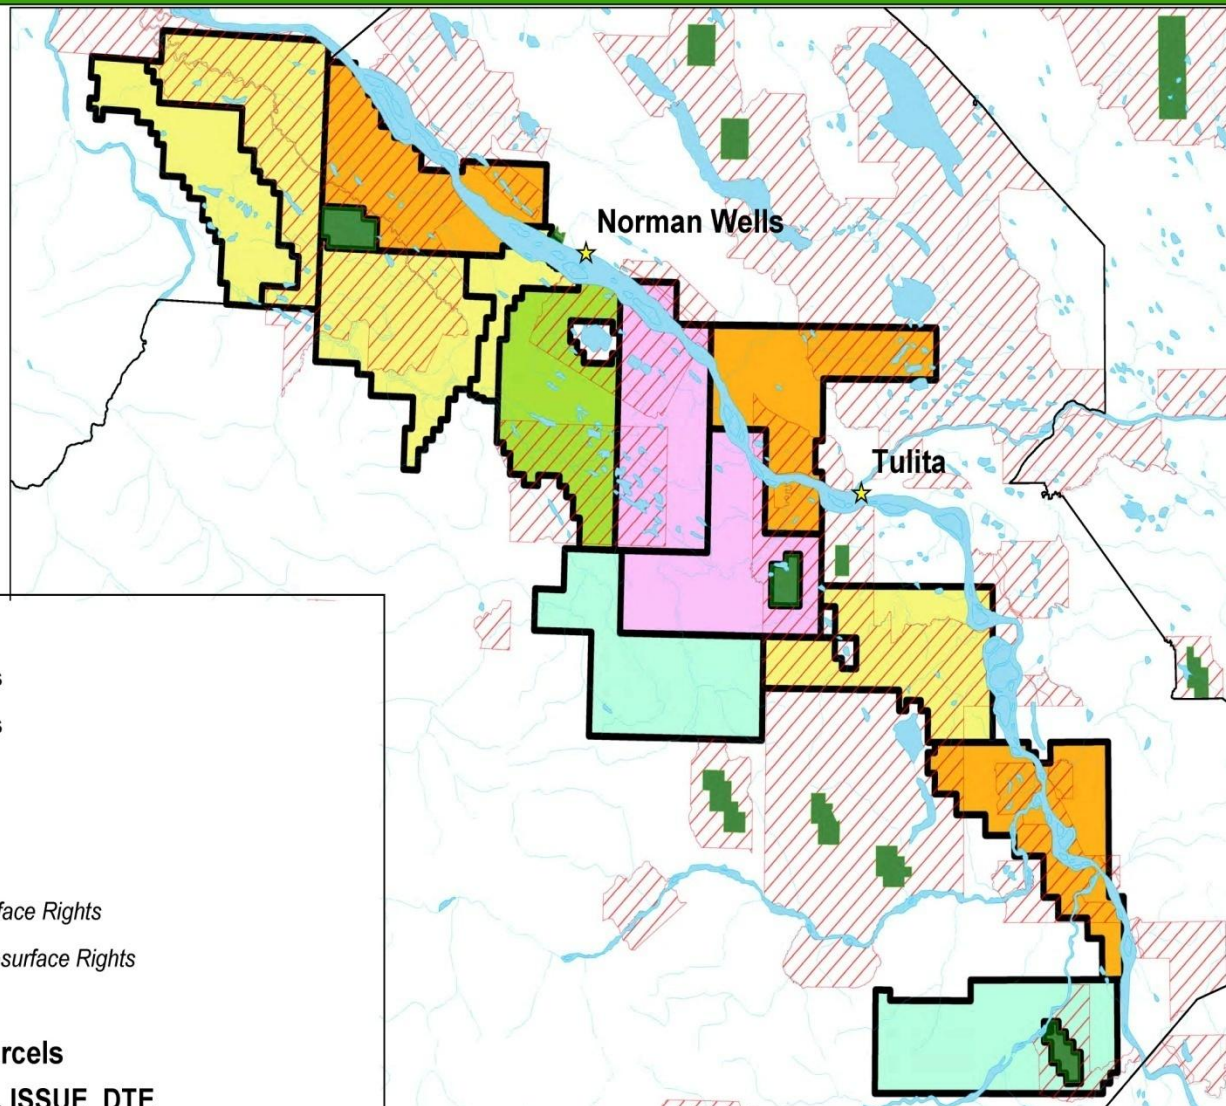 Norman Wells
Tulita
s
s
face Rights
surface Rights
rcels
ISSUE_DTE